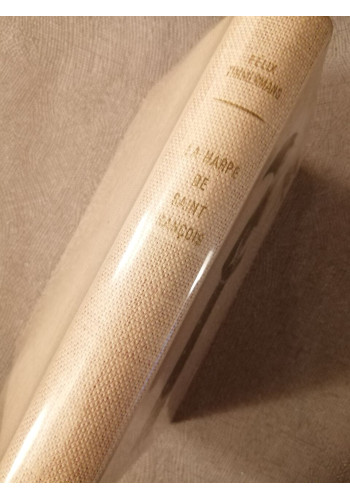 FELIX
TIMMERMANS
LA HARPE
DE
SAINT
FRANÇOIS